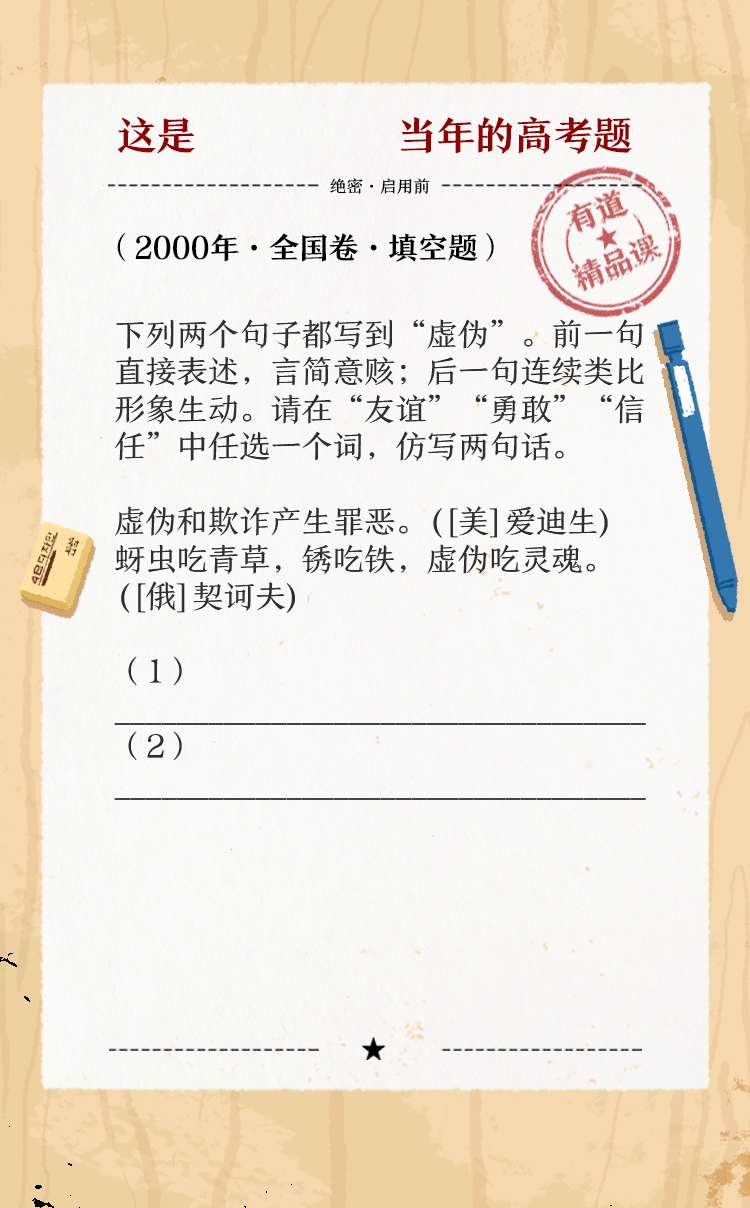 这是 当年的高考题
绝密·启用前
（2000年·全国卷·填空题）
有道
精品课
下列两个句子都写到“虚伪”。前一句
直接表述，言简意赅；后一句连续类比
形象生动。请在“友谊”“勇敢”“信
任”中任选一个词，仿写两句话。
虚伪和欺诈产生罪恶。([美]爱迪生)
蚜虫吃青草，锈吃铁，虚伪吃灵魂。
([俄]契诃夫)
（1）
（2）